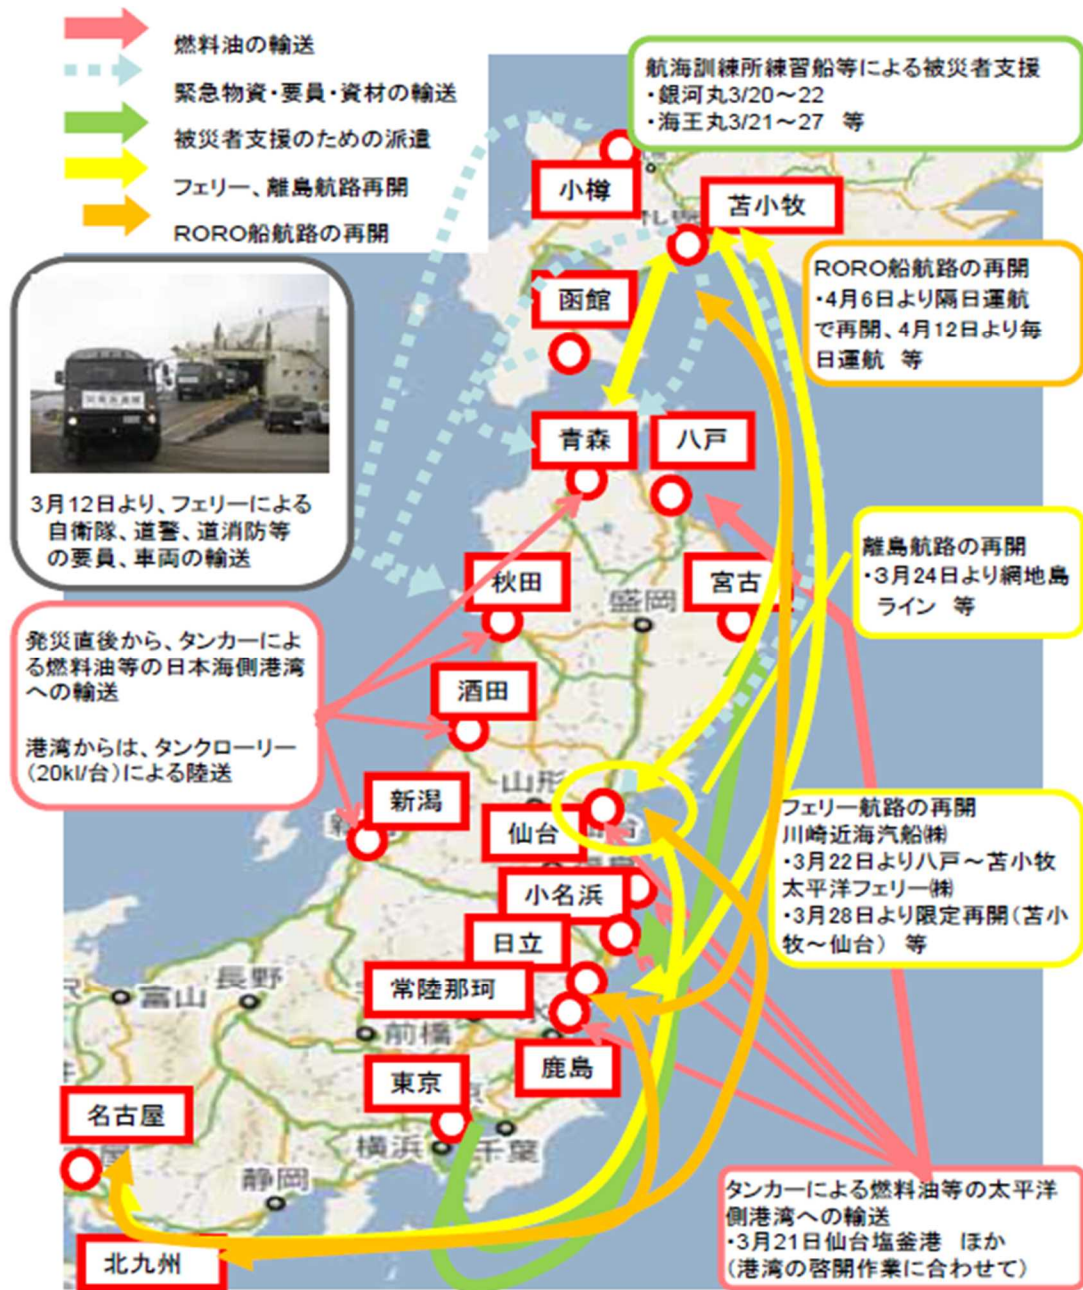 燃料油の輸送
緊急物資・要員・資材の輸送
被災者支援のための派遣
フェリー、離島航路再開
RORO船航路の再開
航海訓練所練習船等による被災者支援
・銀河丸3/20～22
・海王丸3/21～27 等
小樽
苫小牧
函館
RORO船航路の再開
・4月6日より隔日運航
で再開、4月12日より毎
日運航 等
3月12日より、フェリーによる
自衛隊、道警、道消防等
の要員、車両の輸送
青森
八戸
離島航路の再開
・3月24日より網地島
ライン 等
秋田
宮古
盛岡
発災直後から、タンカーによ
る燃料油等の日本海側港湾
への輸送
港湾からは、タンクローリー
（20kl/台）による陸送
酒田
山形
新潟
仙台
フェリー航路の再開
川崎近海汽船㈱
・3月22日より八戸～苫小牧
太平洋フェリー㈱
・3月28日より限定再開（苫小
牧～仙台） 等
小名浜
日立
常陸那珂
富山
長野
前橋
水
鹿島
東京
横浜
千葉
名古屋
静岡
北九州
タンカーによる燃料油等の太平洋
側港湾への輸送
・3月21日仙台塩釜港 ほか
（港湾の啓開作業に合わせて）